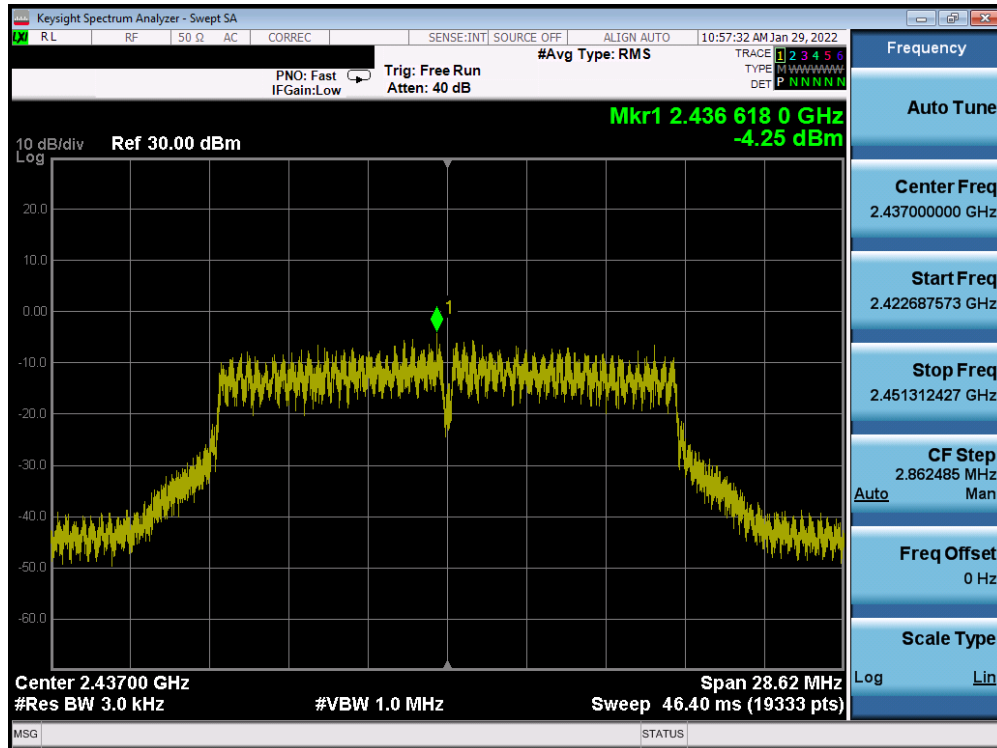 Keysight Spectrum Analyzer - Swept SA
LXI RL RF 50 Ω AC CORREC SENSE:INT SOURCE OFF ALIGN AUTO 10:57:32 AM Jan 29, 2022
#Avg Type: RMS TRACE 1 2 3 4 5 6
PNO: Fast Trig: Free Run TYPE M W W W W W
IFGain:Low Atten: 40 dB DET P N N N N N
Mkr1 2.436 618 0 GHz
-4.25 dBm
10 dB/div Ref 30.00 dBm
Log
20.0
10.0
0.00
-10.0
-20.0
-30.0
-40.0
-50.0
-60.0
1
Center 2.43700 GHz Span 28.62 MHz
#Res BW 3.0 kHz #VBW 1.0 MHz Sweep 46.40 ms (19333 pts)
MSG STATUS
Frequency
Auto Tune
Center Freq
2.437000000 GHz
Start Freq
2.422687573 GHz
Stop Freq
2.451312427 GHz
CF Step
2.862485 MHz
Auto Man
Freq Offset
0 Hz
Scale Type
Log Lin